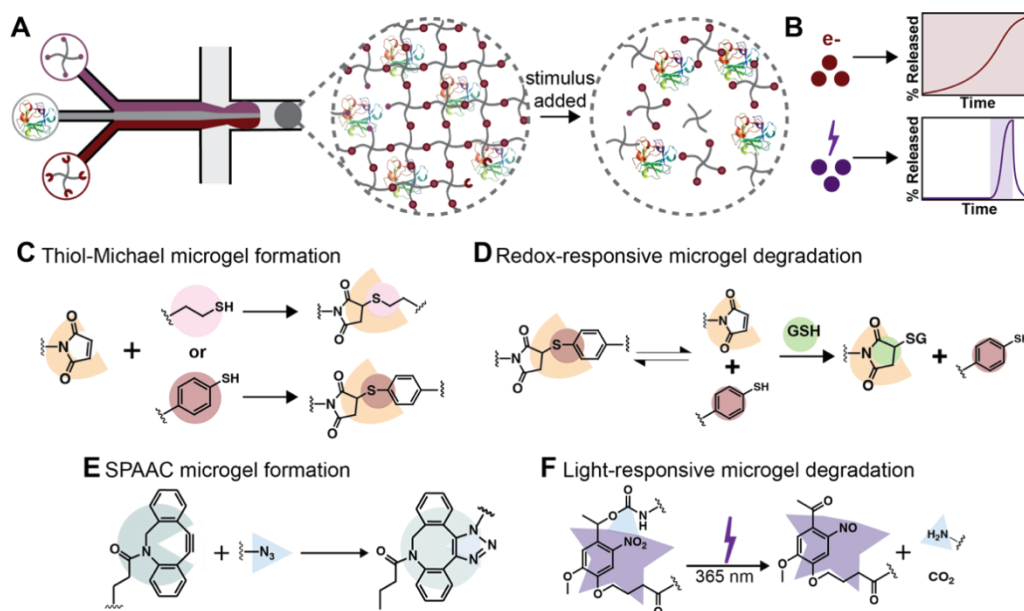 A
stimulus
added
B
e-
% Released
Time
% Released
Time
C Thiol-Michael microgel formation
N
O
O
+
SH
or
SH
N
O
O
S
N
O
O
S
D Redox-responsive microgel degradation
N
O
O
S
N
O
O
+
SH
GSH
N
O
O
SG
+
SH
E SPAAC microgel formation
O
N
+
N3
O
N
N
N
N
F Light-responsive microgel degradation
O
O
N
H
NO2
O
O
O
365 nm
O
NO
O
O
O
+
H2N
CO2